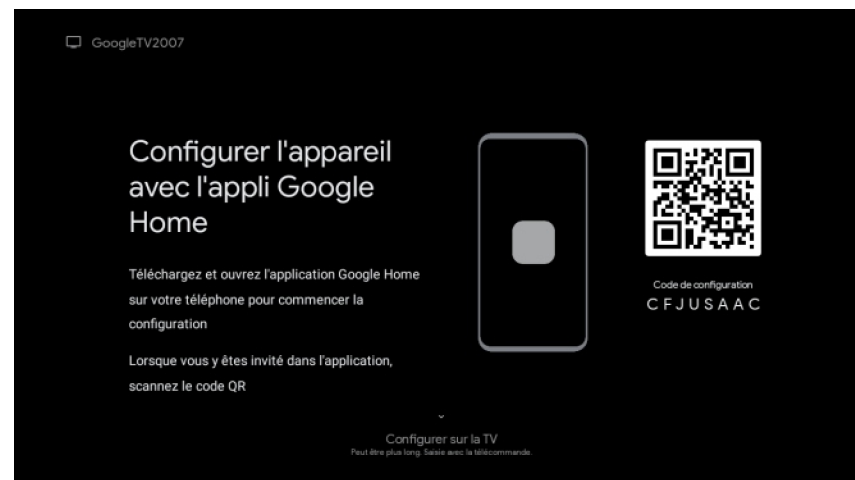 GoogleTV2007
Configurer l'appareil
avec l'appli Google
Home
Téléchargez et ouvrez l'application Google Home
sur votre téléphone pour commencer la
configuration
Lorsque vous y êtes invité dans l'application,
scannez le code QR
Code de configuration
CFJUSAAC
Configurer sur la TV
Peut être plus long. Saisie avec la télécommande.